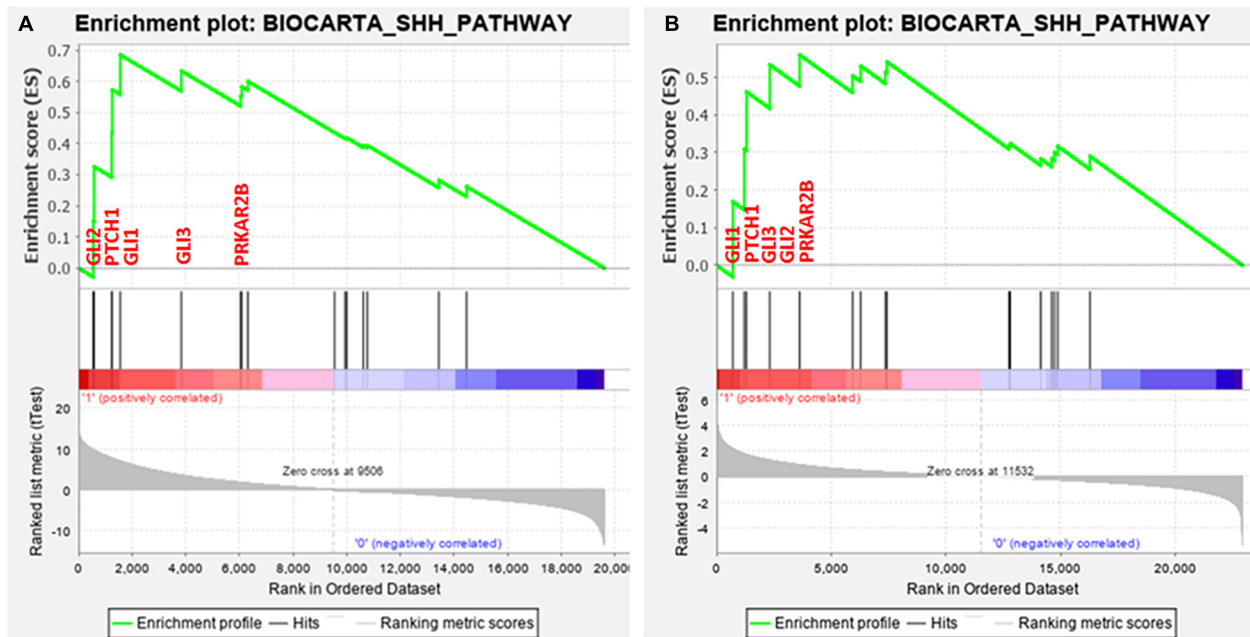 A
Enrichment plot: BIOCARTA_SHH_PATHWAY
Enrichment score (ES)
0.7
0.6
0.5
0.4
0.3
0.2
0.1
0.0
GLI2
PTCH1
GLI1
GLI3
PRKAR2B
'1' (positively correlated)
Ranked list metric (tTest)
20
10
0
-10
Zero cross at 9506
'0' (negatively correlated)
0 2,000 4,000 6,000 8,000 10,000 12,000 14,000 16,000 18,000 20,000
Rank in Ordered Dataset
Enrichment profile Hits Ranking metric scores
B
Enrichment plot: BIOCARTA_SHH_PATHWAY
Enrichment score (ES)
0.5
0.4
0.3
0.2
0.1
0.0
GLI1
PTCH1
GLI3
GLI2
PRKAR2B
'1' (positively correlated)
Ranked list metric (tTest)
6
4
2
0
-2
-4
Zero cross at 11532
'0' (negatively correlated)
0 5,000 10,000 15,000 20,000
Rank in Ordered Dataset
Enrichment profile Hits Ranking metric scores